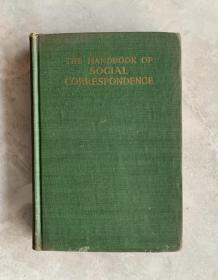 THE HANDBOOK OF
SOCIAL
CORRESPONDENCE